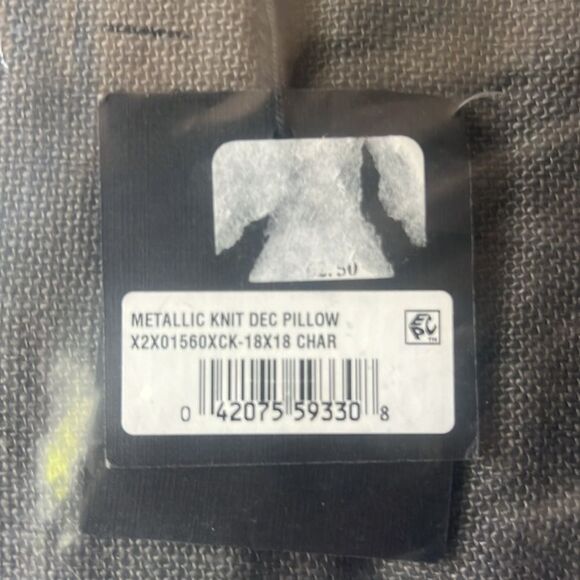 METALLIC KNIT DEC PILLOW
X2X01560XCK-18X18 CHAR
0 42075 59330 8